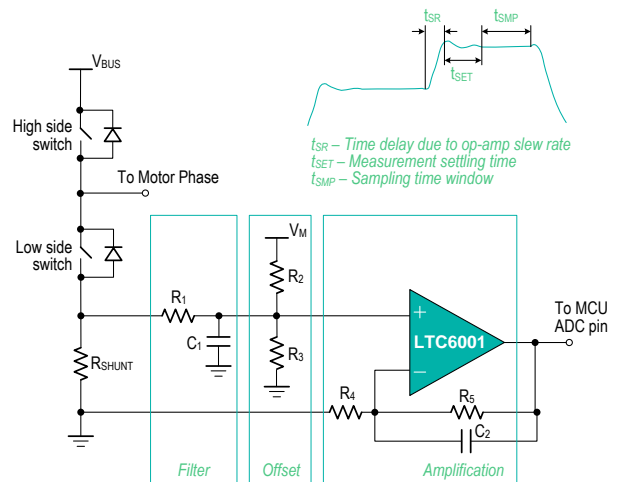 tSR
tSMP
tSET
VBUS
High side
switch
tSR – Time delay due to op-amp slew rate
tSET – Measurement settling time
tSMP – Sampling time window
To Motor Phase
Low side
switch
VM
R1
R2
C1
R3
RSHUNT
+
LTC6001
–
To MCU
ADC pin
R4
R5
C2
Filter
Offset
Amplification